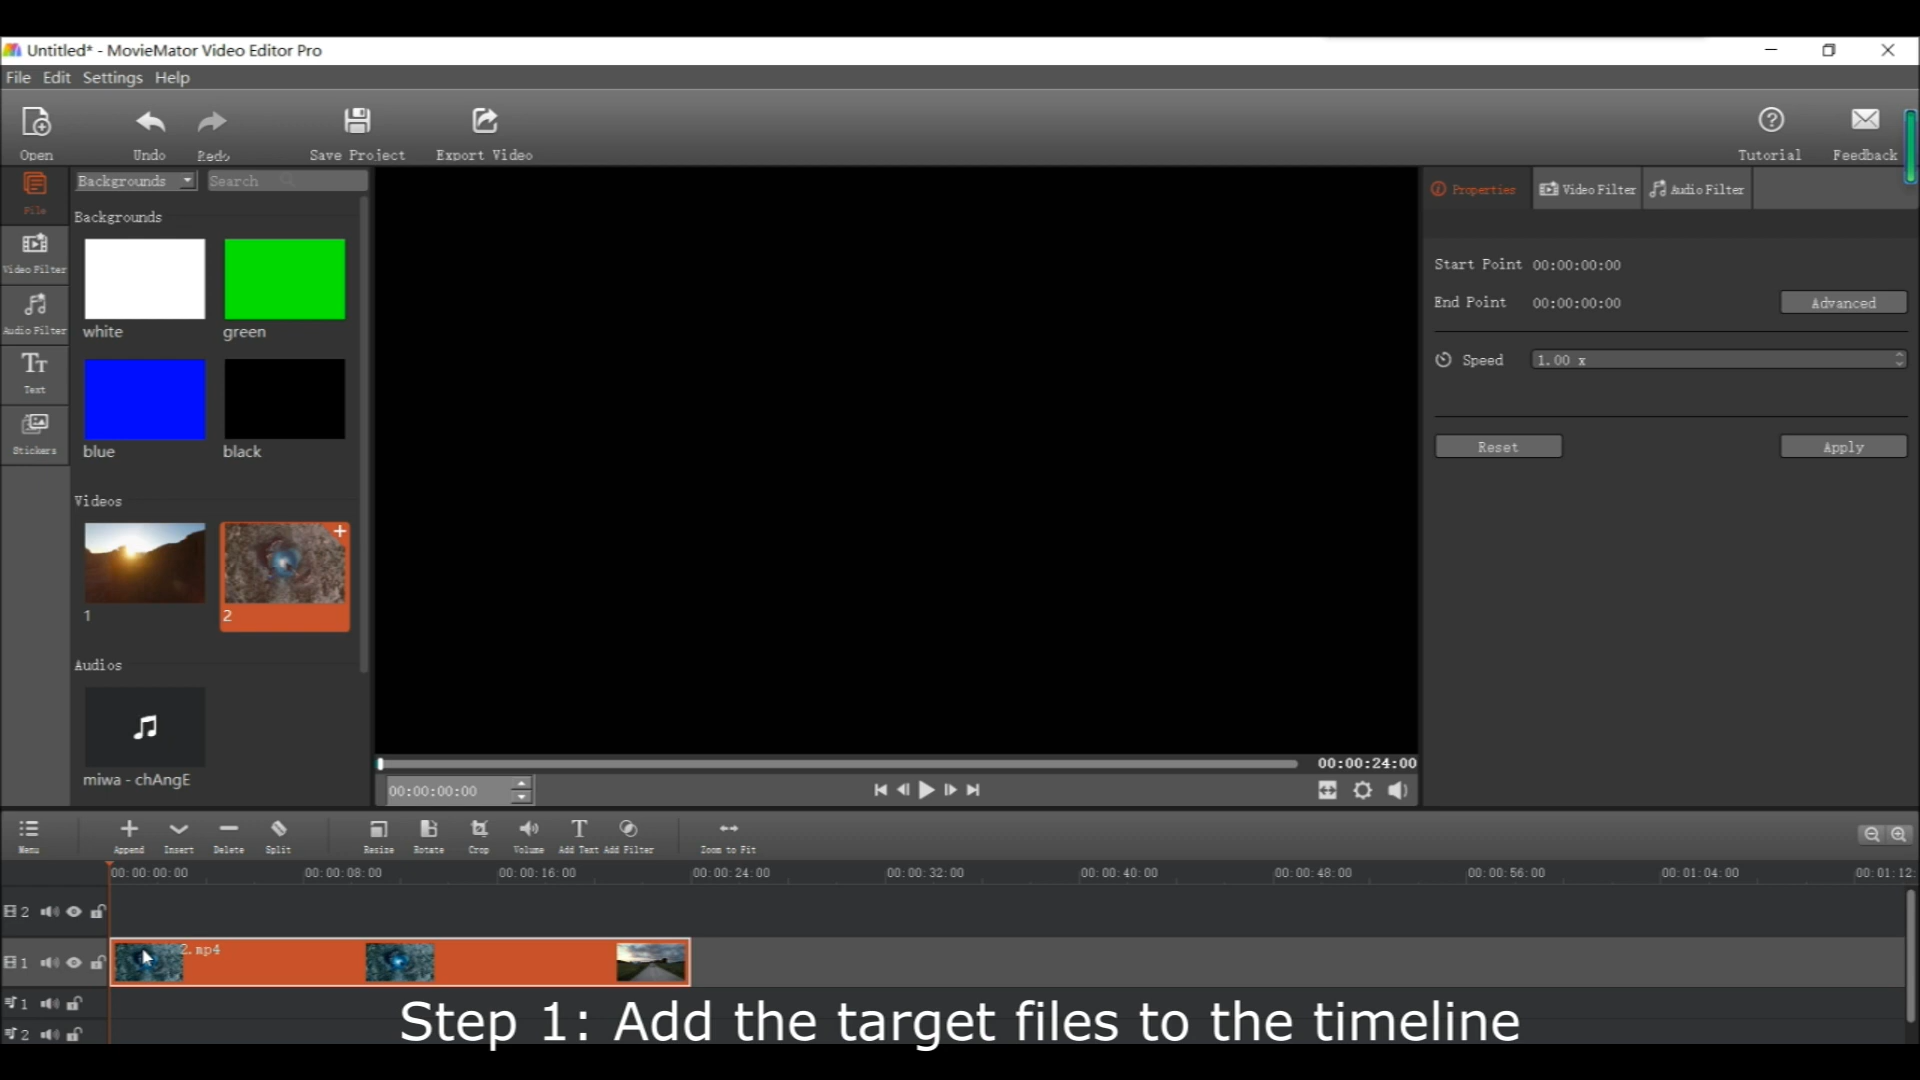 Untitled* - MovieMator Video Editor Pro
File Edit Settings Help
Open Undo Redo Save Project Export Video Tutorial Feedback
File
Video Filter
Audio Filter
Text
Stickers
Backgrounds Search
Backgrounds
white green
blue black
Videos
1 2
Audios
miwa - chAngE
00:00:24:00
00:00:00:00
Properties Video Filter Audio Filter
Start Point 00:00:00:00
End Point 00:00:00:00 Advanced
Speed 1.00 x
Reset Apply
Menu Append Insert Delete Split Resize Rotate Crop Volume Add Text Add Filter Zoom to Fit
00:00:00:00 00:00:08:00 00:00:16:00 00:00:24:00 00:00:32:00 00:00:40:00 00:00:48:00 00:00:56:00 00:01:04:00 00:01:12:
2
1 2.mp4
1
2
Step 1: Add the target files to the timeline